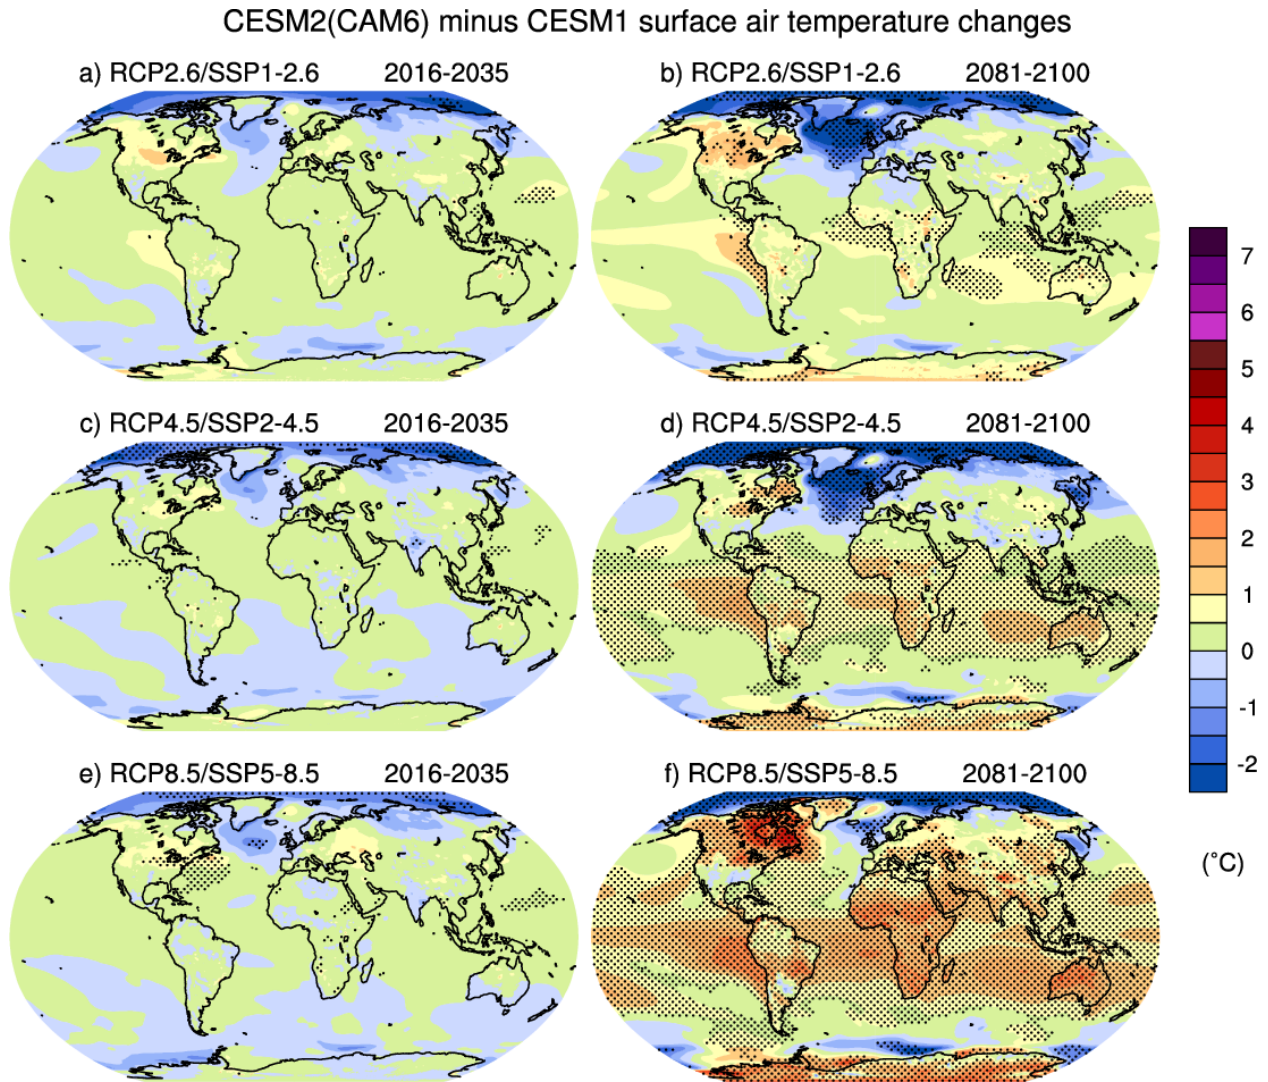 CESM2(CAM6) minus CESM1 surface air temperature changes
a) RCP2.6/SSP1-2.6 2016-2035
b) RCP2.6/SSP1-2.6 2081-2100
c) RCP4.5/SSP2-4.5 2016-2035
d) RCP4.5/SSP2-4.5 2081-2100
e) RCP8.5/SSP5-8.5 2016-2035
f) RCP8.5/SSP5-8.5 2081-2100
7
6
5
4
3
2
1
0
-1
-2
(°C)